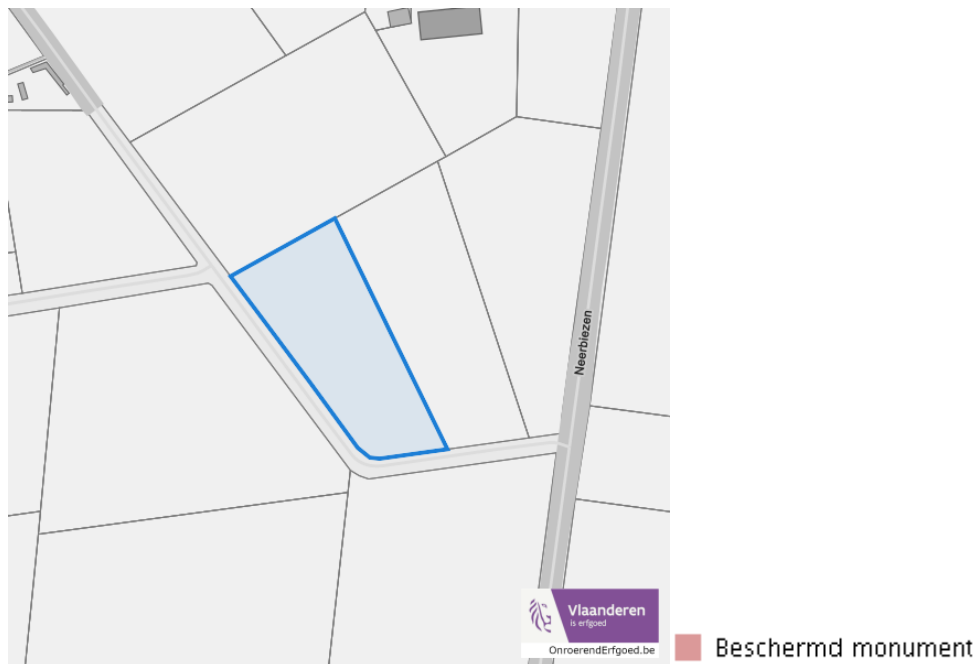 Neerbiezen
Vlaanderen
is erfgoed
OnroerendErfgoed.be
Beschermd monument